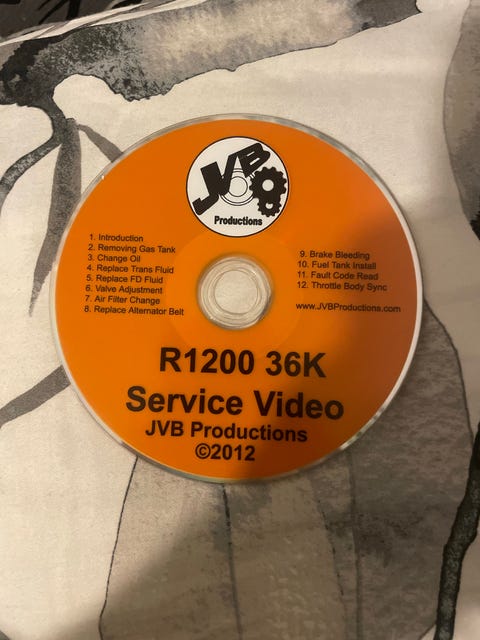 JVB
Productions
1. Introduction
2. Removing Gas Tank
3. Change Oil
4. Replace Trans Fluid
5. Replace FD Fluid
6. Valve Adjustment
7. Air Filter Change
8. Replace Alternator Belt
9. Brake Bleeding
10. Fuel Tank Install
11. Fault Code Read
12. Throttle Body Sync
www.JVBProductions.com
R1200 36K
Service Video
JVB Productions
©2012